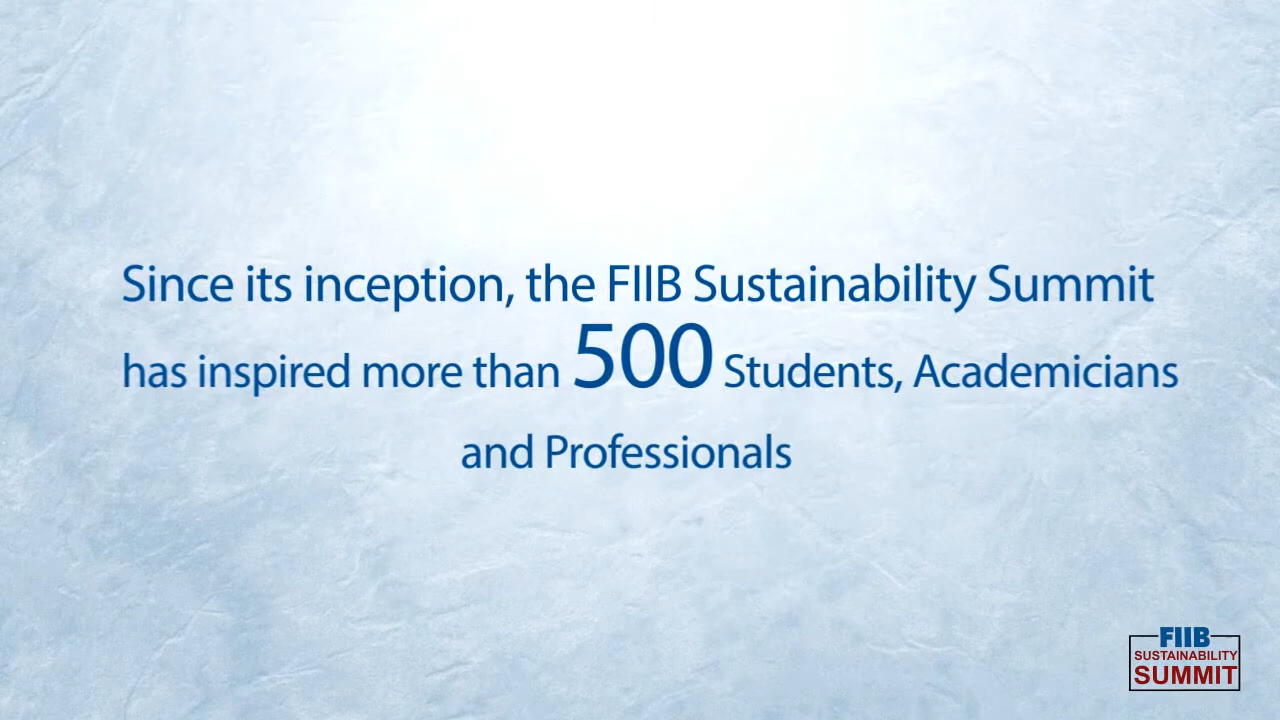 Since its inception, the FIIB Sustainability Summit
has inspired more than 500 Students, Academicians
and Professionals
FIIB
SUSTAINABILITY
SUMMIT